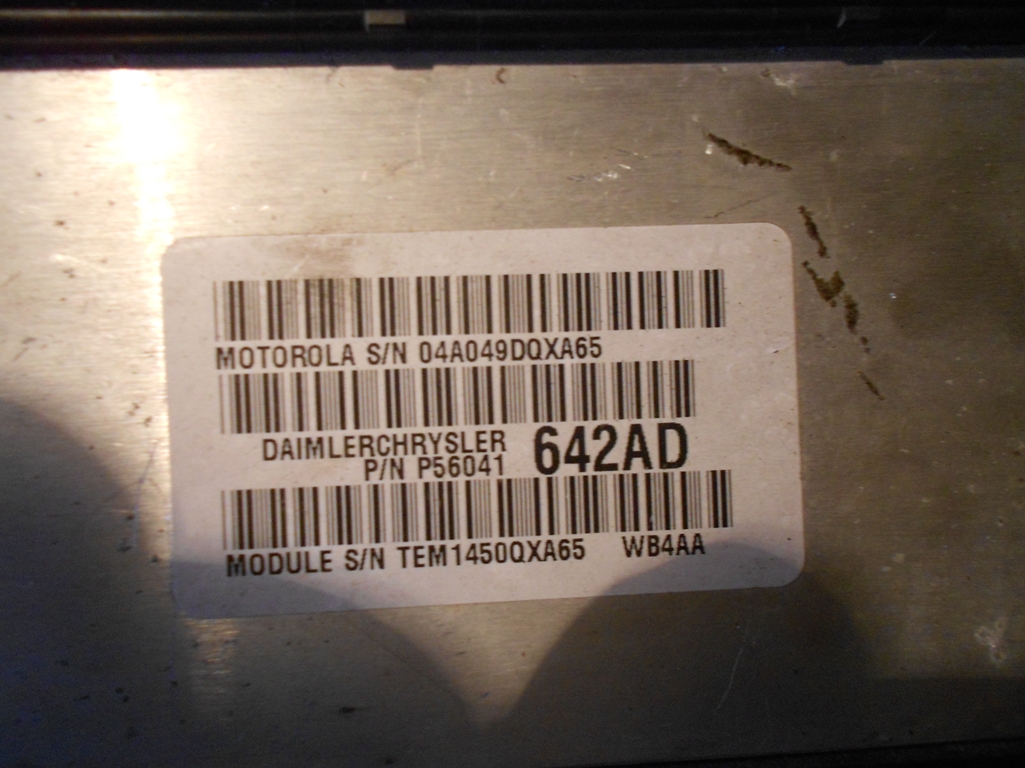 MOTOROLA S/N 04A049DQXA65
DAIMLERCHRYSLER 642AD
P/N P56041
MODULE S/N TEM1450QXA65 WB4AA